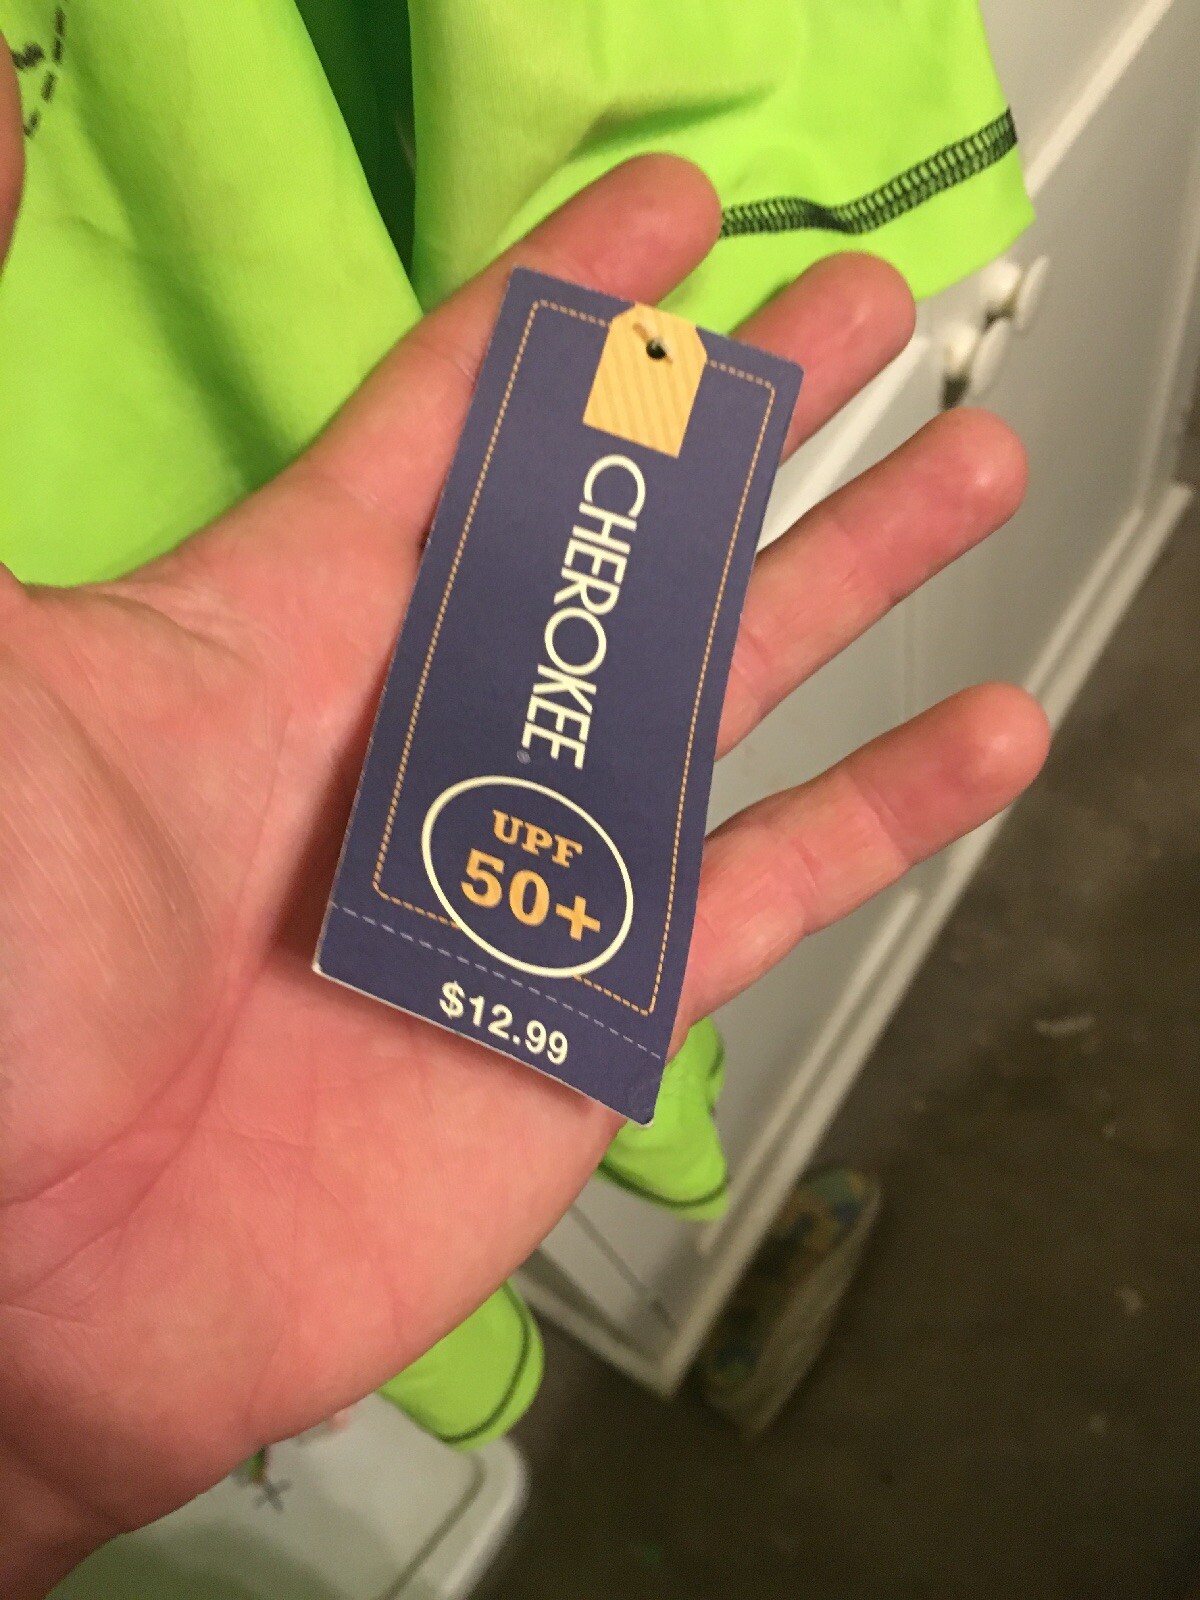 CHEROKEE®
UPF
50+
$12.99